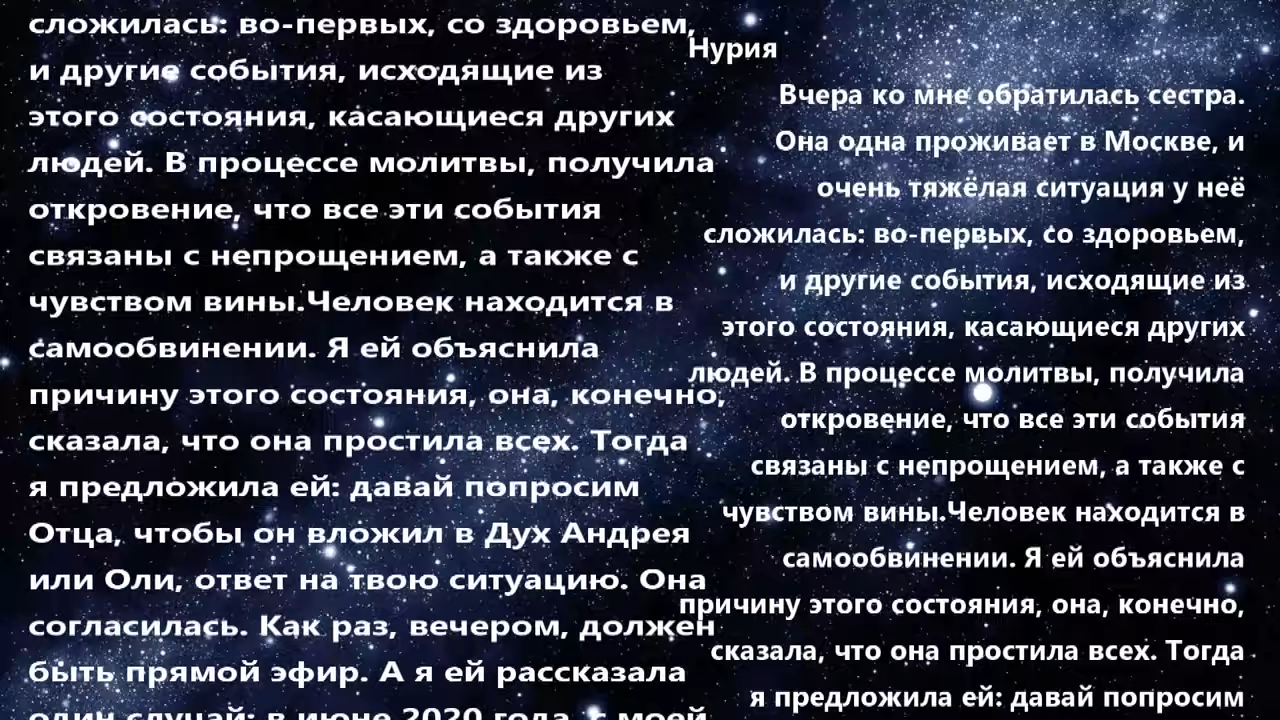 сложилась: во-первых, со здоровьем,
и другие события, исходящие из
этого состояния, касающиеся других
людей. В процессе молитвы, получила
откровение, что все эти события
связаны с непрощением, а также с
чувством вины.Человек находится в
самообвинении. Я ей объяснила
причину этого состояния, она, конечно,
сказала, что она простила всех. Тогда
я предложила ей: давай попросим
Отца, чтобы он вложил в Дух Андрея
или Оли, ответ на твою ситуацию. Она
согласилась. Как раз, вечером, должен
быть прямой эфир. А я ей рассказала
один случай: в июне 2020 года, с моей
Нурия
Вчера ко мне обратилась сестра.
Она одна проживает в Москве, и
очень тяжёлая ситуация у неё
сложилась: во-первых, со здоровьем,
и другие события, исходящие из
этого состояния, касающиеся других
людей. В процессе молитвы, получила
откровение, что все эти события
связаны с непрощением, а также с
чувством вины.Человек находится в
самообвинении. Я ей объяснила
причину этого состояния, она, конечно,
сказала, что она простила всех. Тогда
я предложила ей: давай попросим